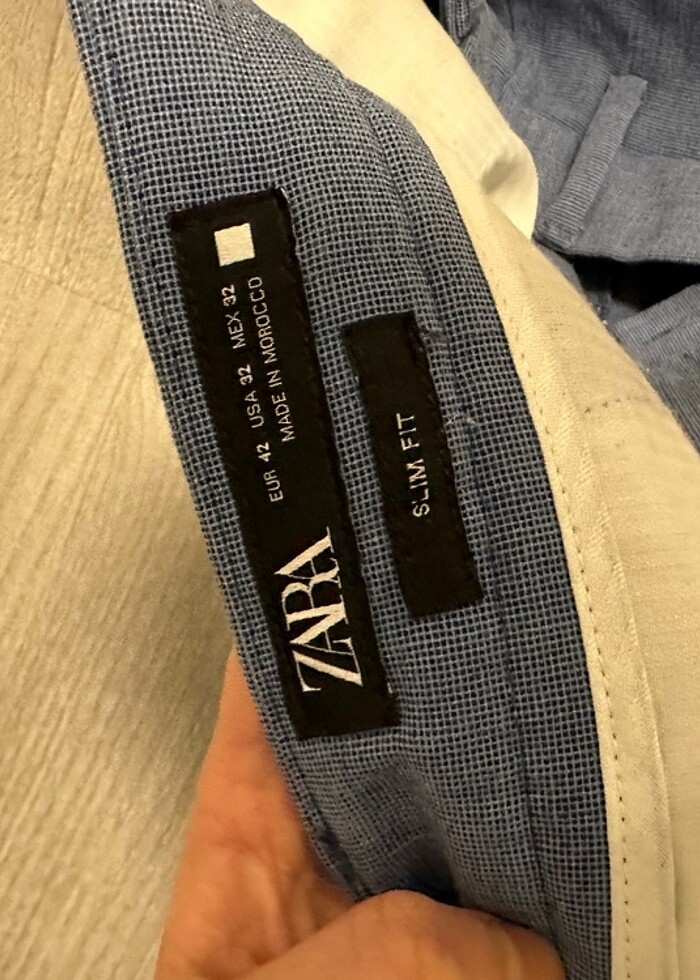 ZARA
EUR 42 USA 32 MEX 32
MADE IN MOROCCO
SLIM FIT